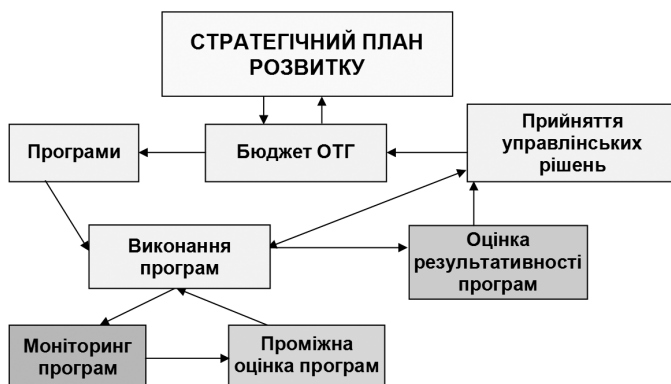 СТРАТЕГІЧНИЙ ПЛАН
РОЗВИТКУ
Програми
Бюджет ОТГ
Прийняття
управлінських
рішень
Виконання
програм
Оцінка
результативності
програм
Моніторинг
програм
Проміжна
оцінка програм